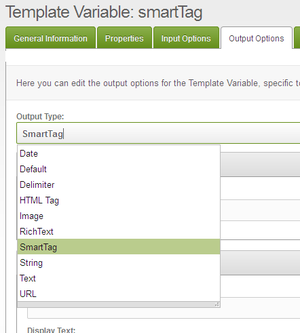 Template Variable: smartTag
General Information Properties Input Options Output Options
Here you can edit the output options for the Template Variable, specific t
Output Type:
SmartTag
Date
Default
Delimiter
HTML Tag
Image
RichText
SmartTag
String
Text
URL
Display Text: